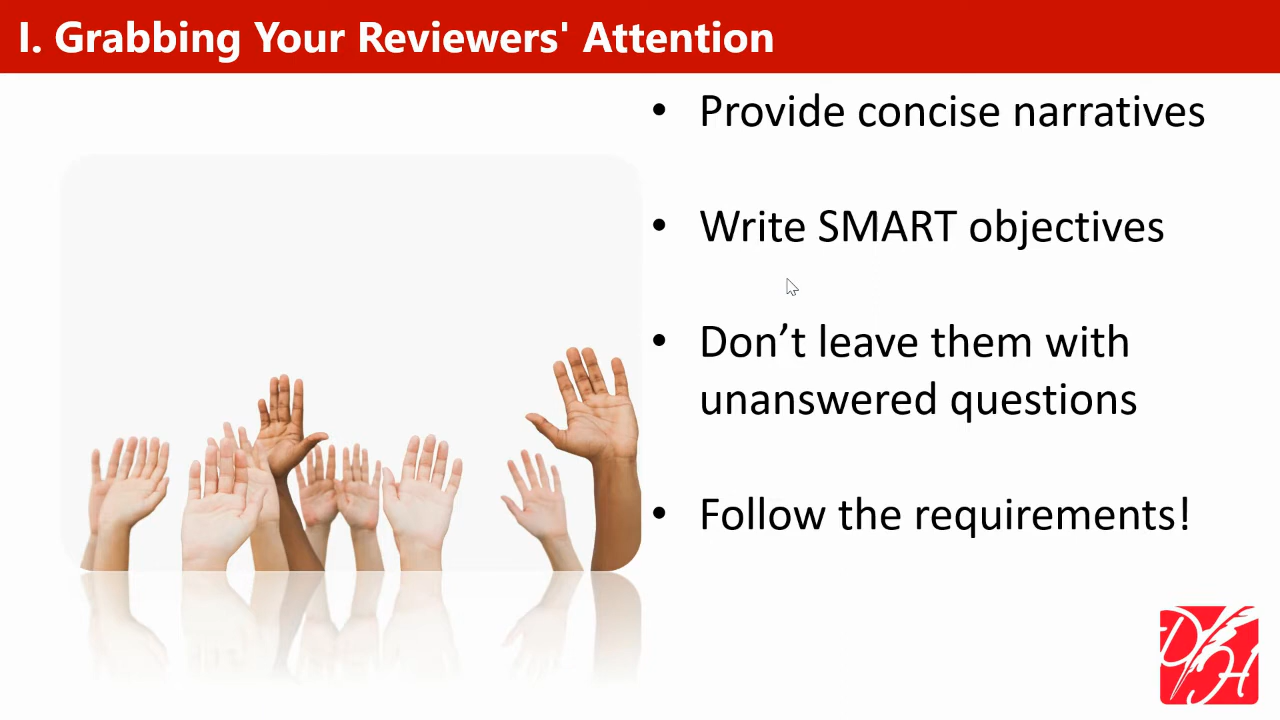 I. Grabbing Your Reviewers' Attention
• Provide concise narratives
• Write SMART objectives
• Don’t leave them with
unanswered questions
• Follow the requirements!
DH